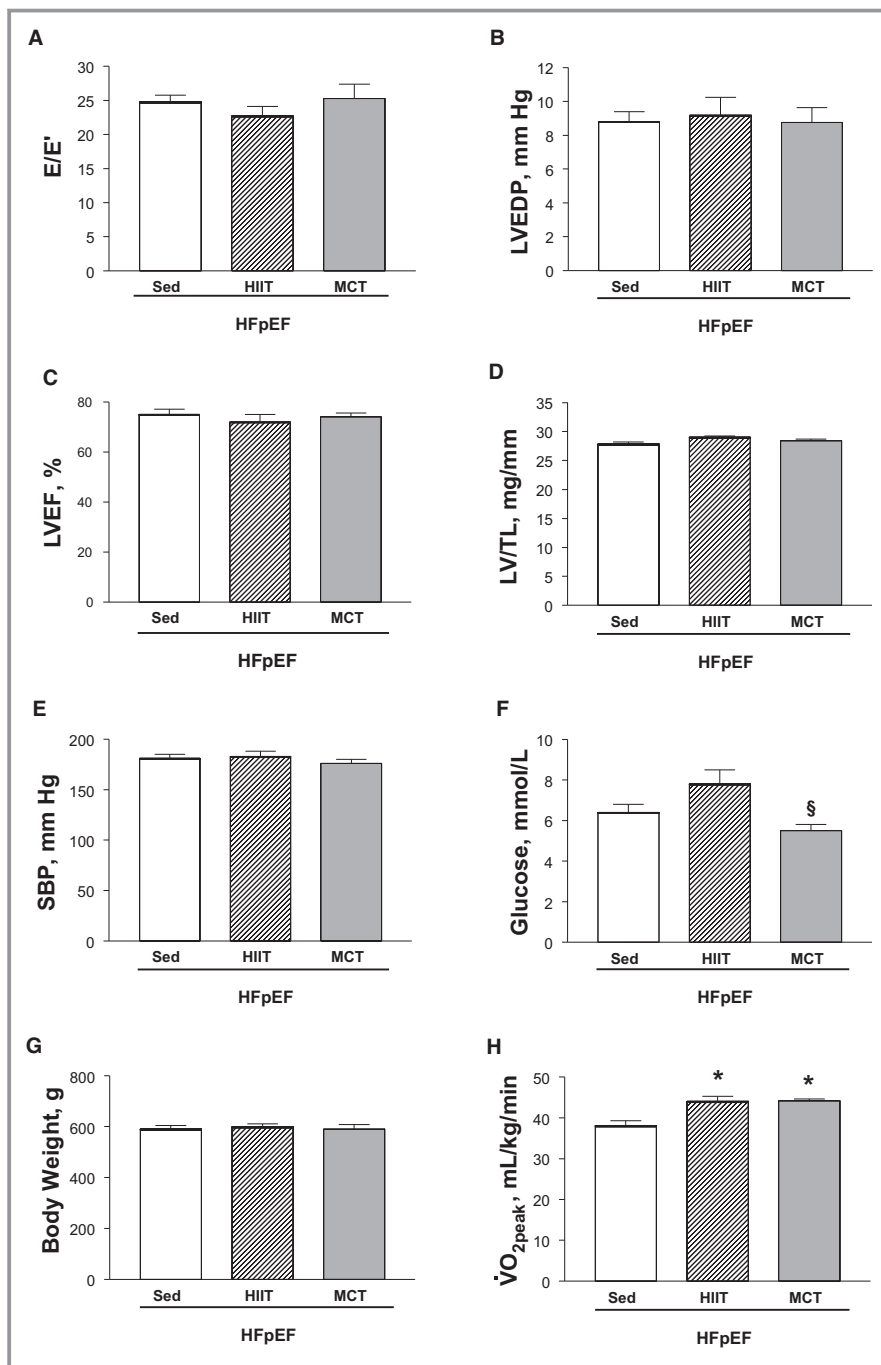 A
30
25
20
15
10
5
0
E/E'
Sed HIIT MCT
HFpEF
B
12
10
8
6
4
2
0
LVEDP, mm Hg
Sed HIIT MCT
HFpEF
C
80
60
40
20
0
LVEF, %
Sed HIIT MCT
HFpEF
D
35
30
25
20
15
10
5
0
LV/TL, mg/mm
Sed HIIT MCT
HFpEF
E
200
150
100
50
0
SBP, mm Hg
Sed HIIT MCT
HFpEF
F
10
8
6
4
2
0
Glucose, mmol/L
§
Sed HIIT MCT
HFpEF
G
800
600
400
200
0
Body Weight, g
Sed HIIT MCT
HFpEF
H
50
40
30
20
10
0
V̇O2peak, mL/kg/min
* *
Sed HIIT MCT
HFpEF